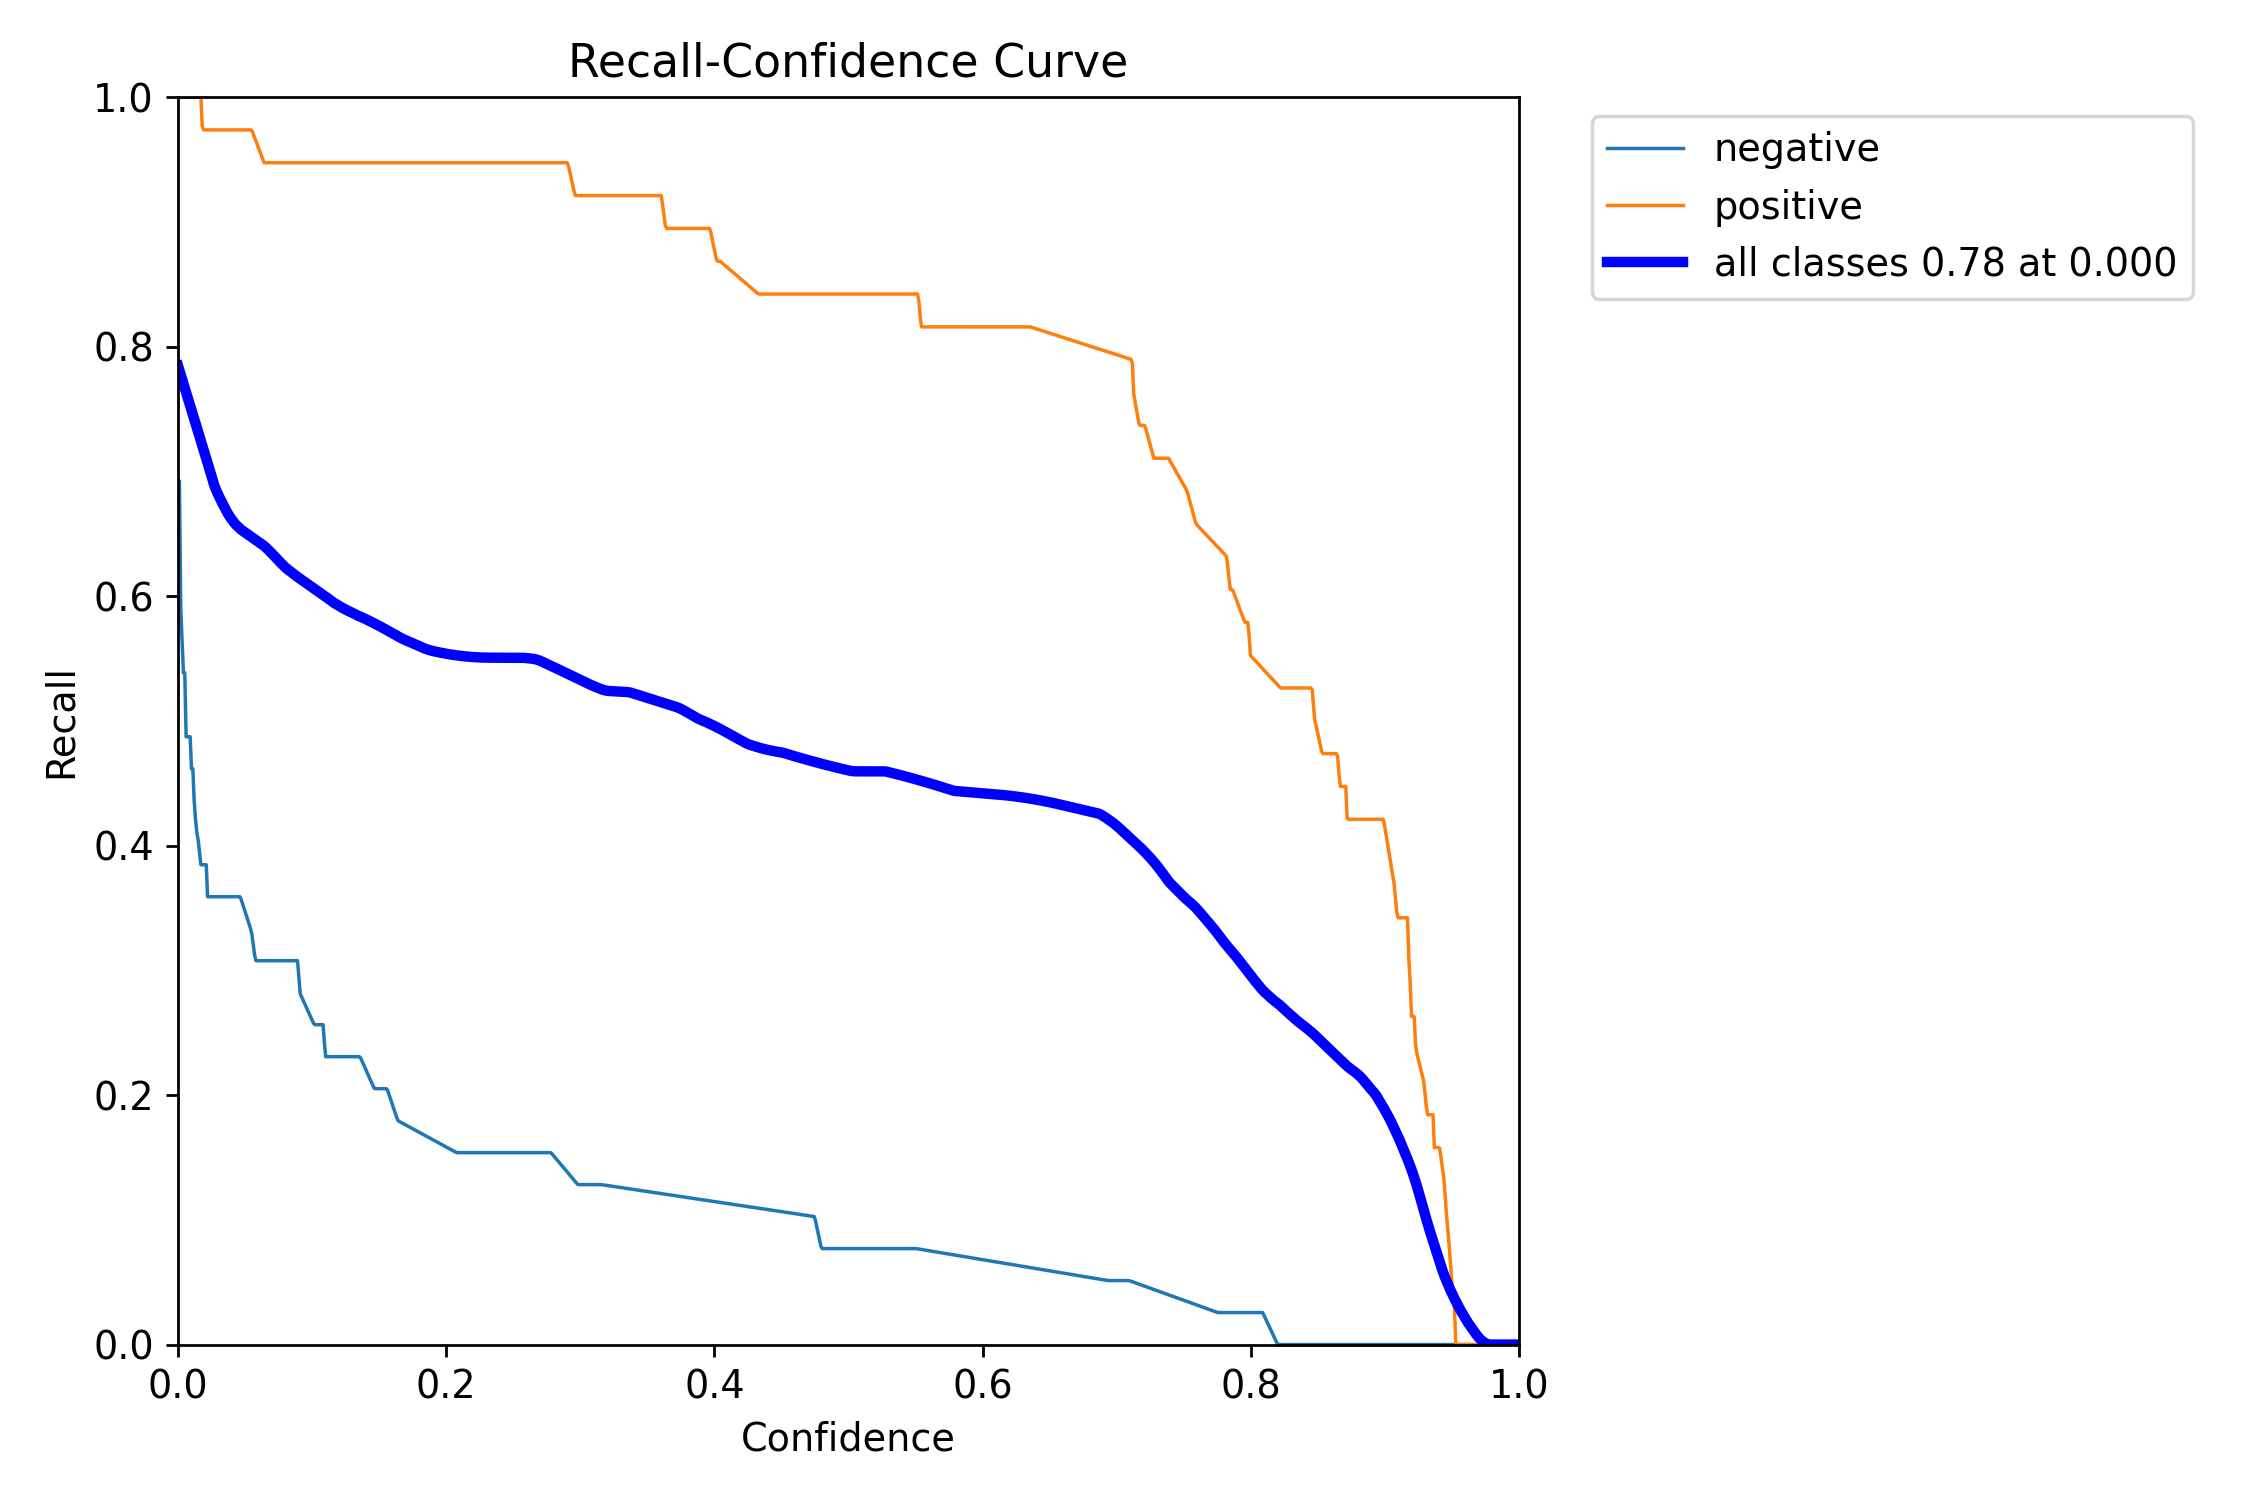 Recall-Confidence Curve
1.0
0.8
0.6
0.4
0.2
0.0
Recall
0.0 0.2 0.4 0.6 0.8 1.0
Confidence
negative
positive
all classes 0.78 at 0.000